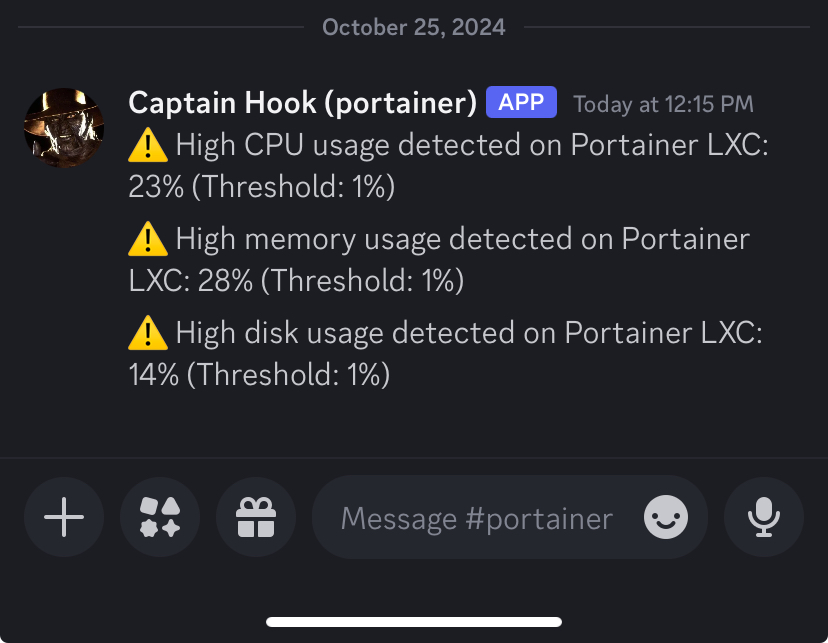 October 25, 2024
Captain Hook (portainer) APP Today at 12:15 PM
⚠️ High CPU usage detected on Portainer LXC:
23% (Threshold: 1%)
⚠️ High memory usage detected on Portainer
LXC: 28% (Threshold: 1%)
⚠️ High disk usage detected on Portainer LXC:
14% (Threshold: 1%)
Message #portainer